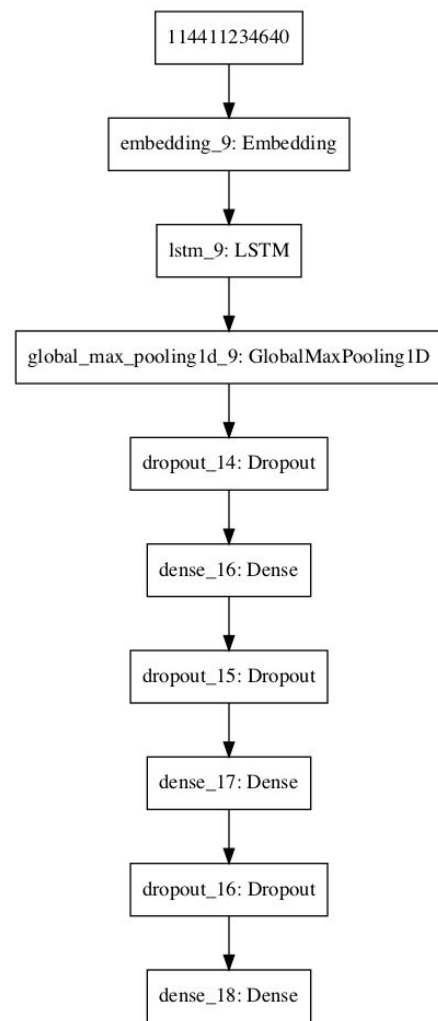 114411234640
embedding_9: Embedding
lstm_9: LSTM
global_max_pooling1d_9: GlobalMaxPooling1D
dropout_14: Dropout
dense_16: Dense
dropout_15: Dropout
dense_17: Dense
dropout_16: Dropout
dense_18: Dense